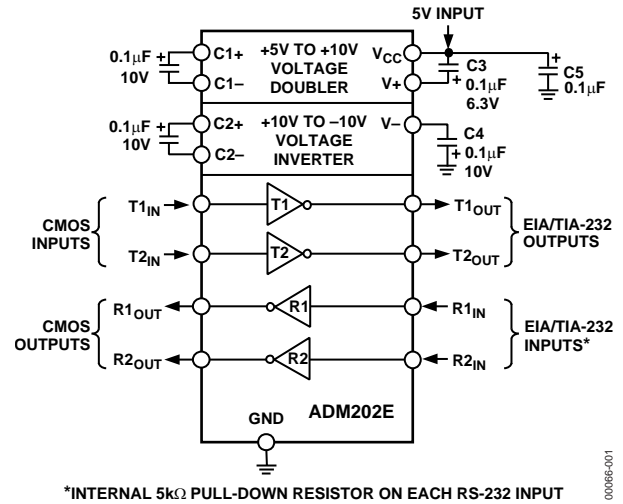 5V INPUT
0.1μF +
10V
C1+
C1–
+5V TO +10V
VOLTAGE
DOUBLER
VCC
V+
C3
+ 0.1μF
6.3V
+
C5
0.1μF
0.1μF +
10V
C2+
C2–
+10V TO –10V
VOLTAGE
INVERTER
V–
C4
+ 0.1μF
10V
CMOS
INPUTS
T1IN
T1
T1OUT
T2IN
T2
T2OUT
EIA/TIA-232
OUTPUTS
CMOS
OUTPUTS
R1OUT
R1
R1IN
R2OUT
R2
R2IN
EIA/TIA-232
INPUTS*
GND
ADM202E
*INTERNAL 5kΩ PULL-DOWN RESISTOR ON EACH RS-232 INPUT
00066-001